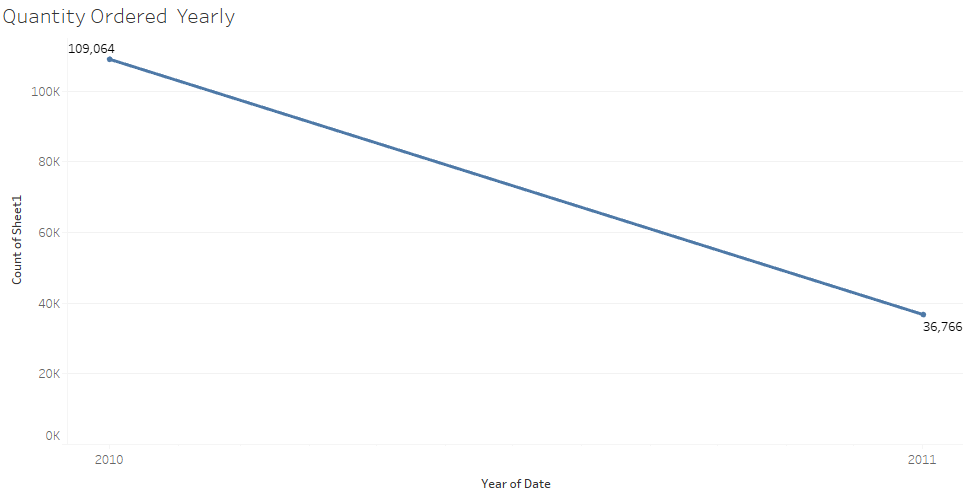 Quantity Ordered  Yearly
109,064
100K
80K
60K
40K
20K
0K
Count of Sheet1
36,766
2010
2011
Year of Date